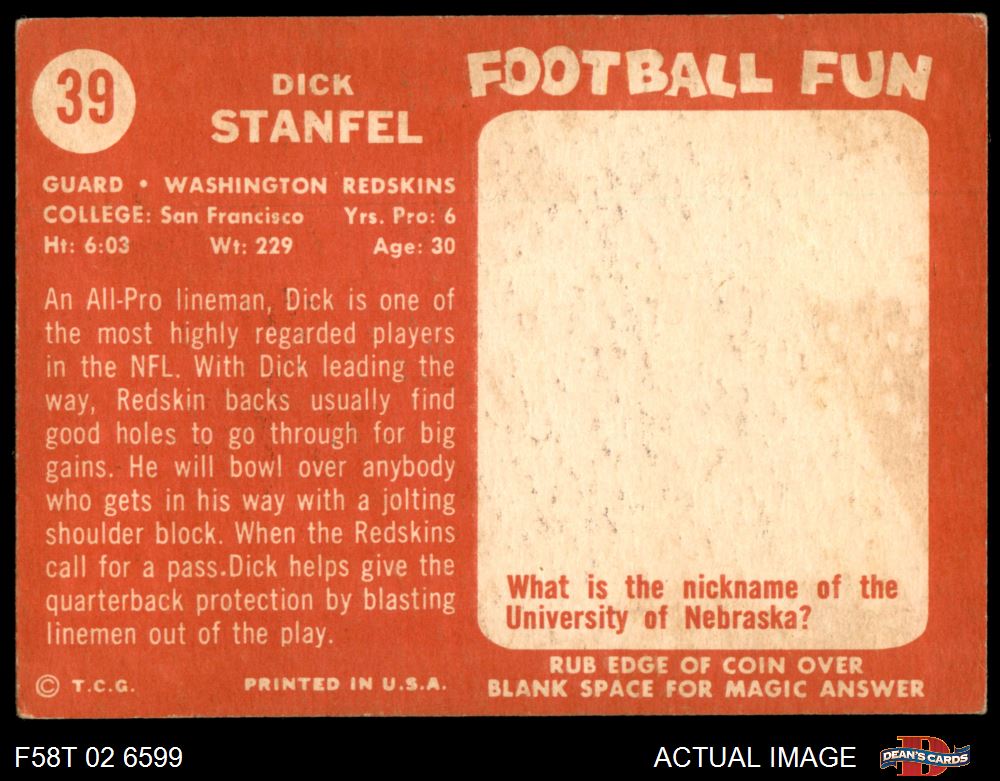 39
DICK
STANFEL
GUARD • WASHINGTON REDSKINS
COLLEGE: San Francisco Yrs. Pro: 6
Ht: 6:03 Wt: 229 Age: 30
An All-Pro lineman, Dick is one of
the most highly regarded players
in the NFL. With Dick leading the
way, Redskin backs usually find
good holes to go through for big
gains. He will bowl over anybody
who gets in his way with a jolting
shoulder block. When the Redskins
call for a pass.Dick helps give the
quarterback protection by blasting
linemen out of the play.
© T.C.G. PRINTED IN U.S.A.
FOOTBALL FUN
What is the nickname of the
University of Nebraska?
RUB EDGE OF COIN OVER
BLANK SPACE FOR MAGIC ANSWER
F58T 02 6599
ACTUAL IMAGE
D
DEAN'S CARDS